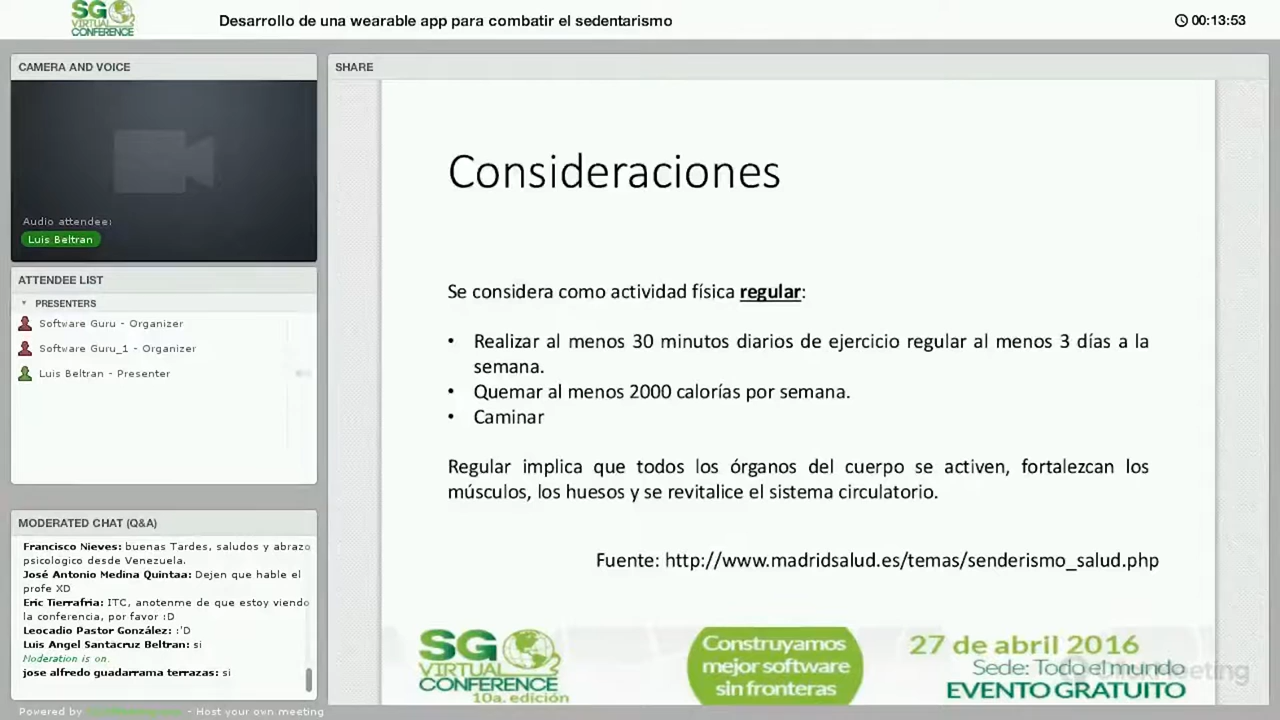 SG
VIRTUAL
CONFERENCE
Desarrollo de una wearable app para combatir el sedentarismo
00:13:53
CAMERA AND VOICE
Audio attendee:
Luis Beltran
ATTENDEE LIST
PRESENTERS
Software Guru - Organizer
Software Guru_1 - Organizer
Luis Beltran - Presenter
MODERATED CHAT (Q&A)
Francisco Nieves: buenas Tardes, saludos y abrazo
psicologico desde Venezuela.
José Antonio Medina Quintaa: Dejen que hable el
profe XD
Eric Tierrafria: ITC, anotenme de que estoy viendo
la conferencia, por favor :D
Leocadio Pastor González: :'D
Luis Angel Santacruz Beltran: si
Moderation is on.
jose alfredo guadarrama terrazas: si
Powered by ClickMeeting.com - Host your own meeting
SHARE
Consideraciones
Se considera como actividad física regular:
• Realizar al menos 30 minutos diarios de ejercicio regular al menos 3 días a la
semana.
• Quemar al menos 2000 calorías por semana.
• Caminar
Regular implica que todos los órganos del cuerpo se activen, fortalezcan los
músculos, los huesos y se revitalice el sistema circulatorio.
Fuente: http://www.madridsalud.es/temas/senderismo_salud.php
SG
VIRTUAL
CONFERENCE
10a. edición
Construyamos
mejor software
sin fronteras
27 de abril 2016
Sede: Todo el mundo
EVENTO GRATUITO
ClickMeeting